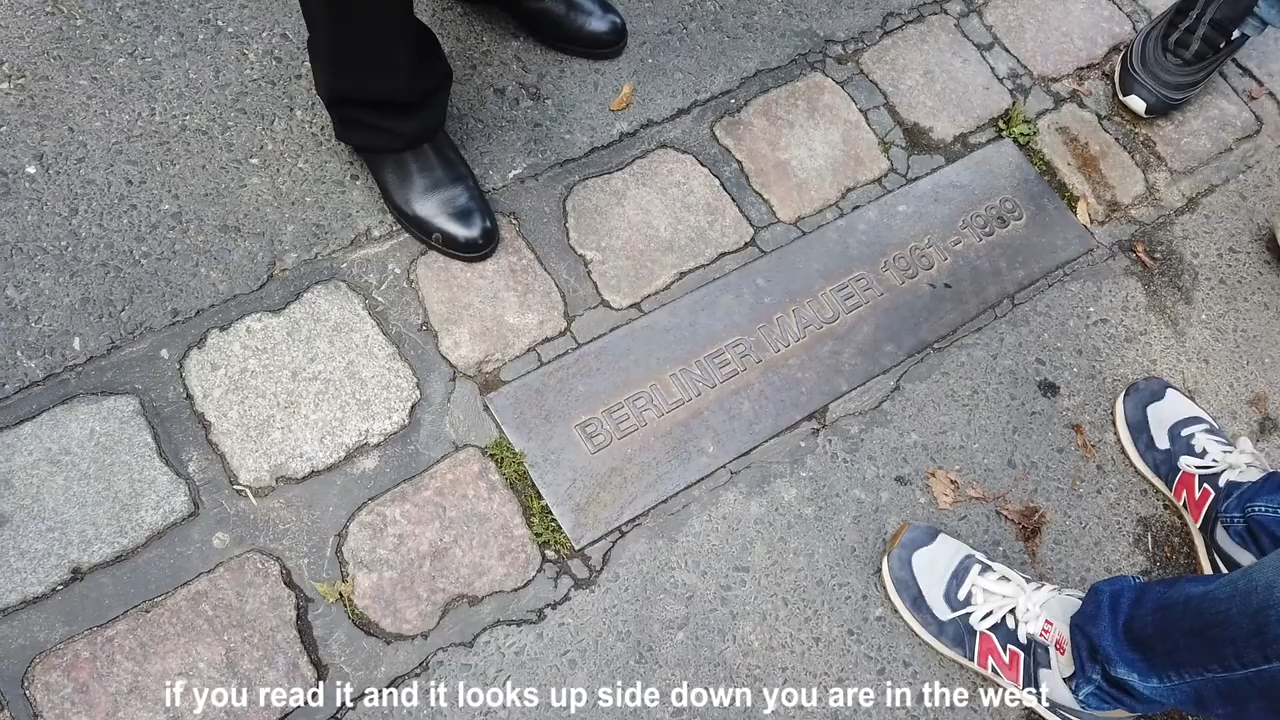 BERLINER MAUER 1961-1989
N
N
if you read it and it looks up side down you are in the west